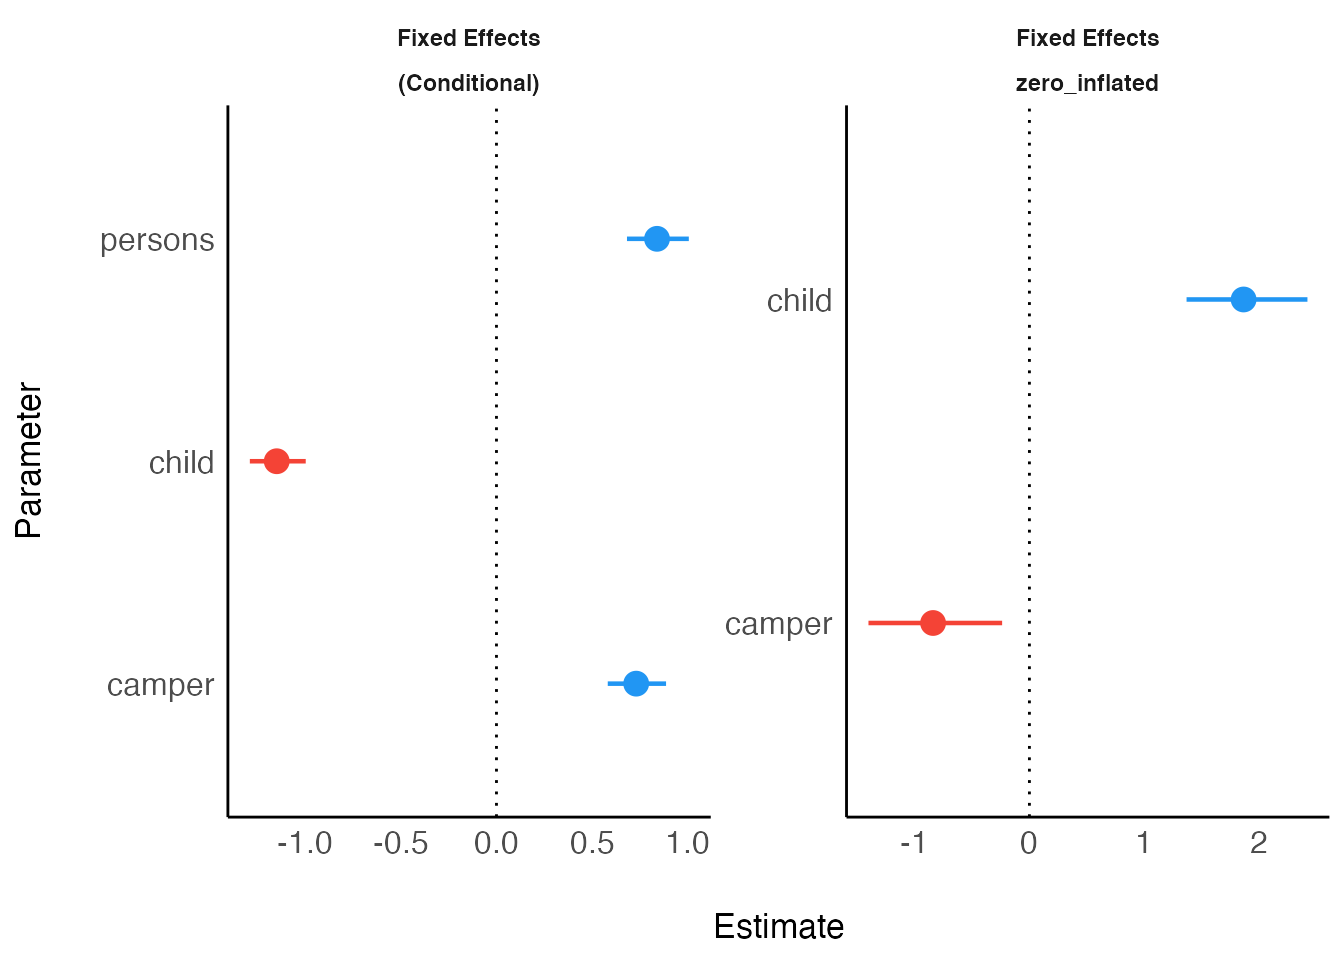 Fixed Effects
(Conditional)
persons
child
camper
-1.0 -0.5 0.0 0.5 1.0
Fixed Effects
zero_inflated
child
camper
-1 0 1 2
Parameter
Estimate